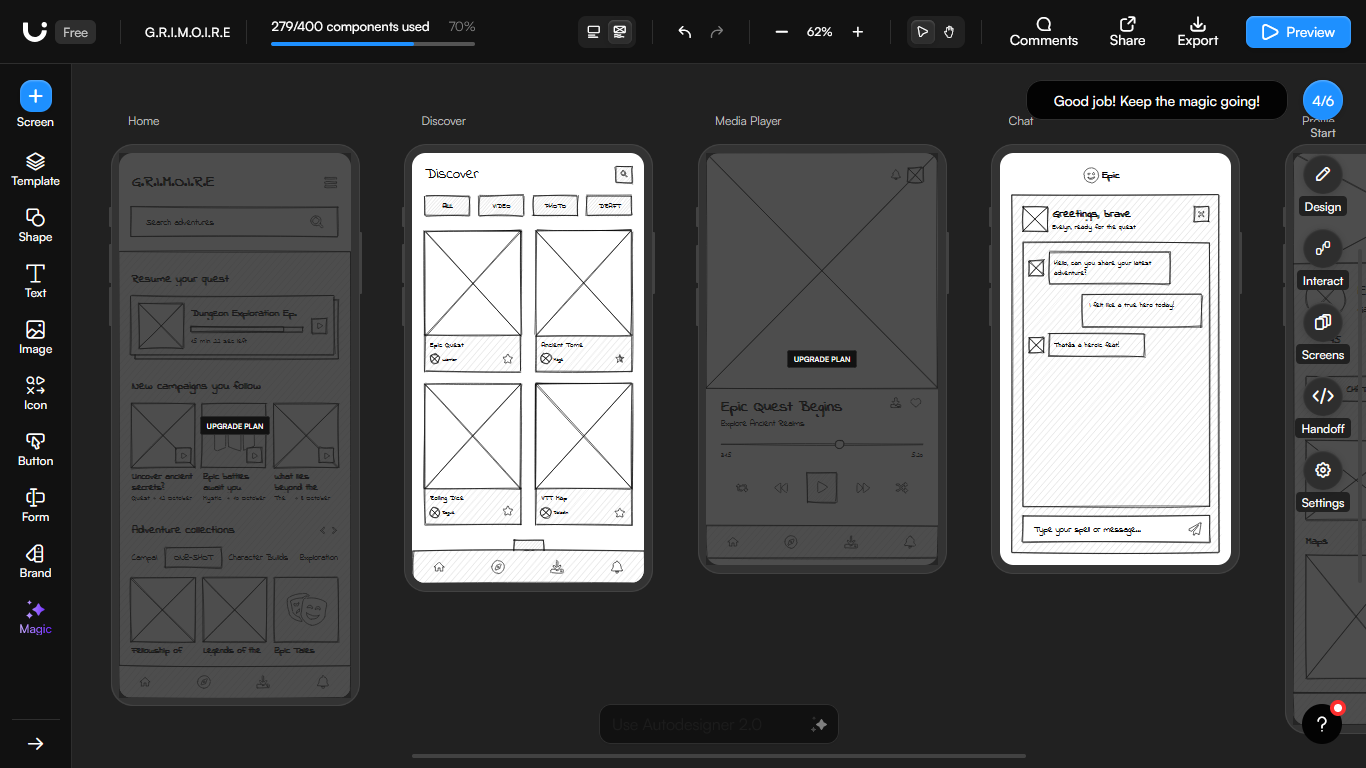 Free
G.R.I.M.O.I.R.E
279/400 components used
70%
62%
Comments
Share
Export
Preview
Screen
Template
Shape
Text
Image
Icon
Button
Form
Brand
Magic
Good job! Keep the magic going!
4/6
Start
Design
Interact
Screens
Handoff
Settings
Home
G.R.I.M.O.I.R.E
Search adventures
Resume your quest
Dungeon Exploration Ep.
New campaigns you follow
UPGRADE PLAN
Uncover ancient secrets?
Epic battles await you
What lies beyond the
Adventure collections
Campai
ONE-SHOT
Character Builds
Exploration
Fellowship of
Legends of the
Epic Tales
Discover
Discover
ALL
VIDEO
PHOTO
DRAFT
Epic Quest
Ancient Tome
Rolling Dice
VTT Map
Media Player
UPGRADE PLAN
Epic Quest Begins
Explore Ancient Realms
Chat
Epic
Greetings, brave
Evelyn, ready for the quest
Hello, can you share your latest
adventure?
I felt like a true hero today!
Type your spell or message...
Maps
Use Autodesigner 2.0
?